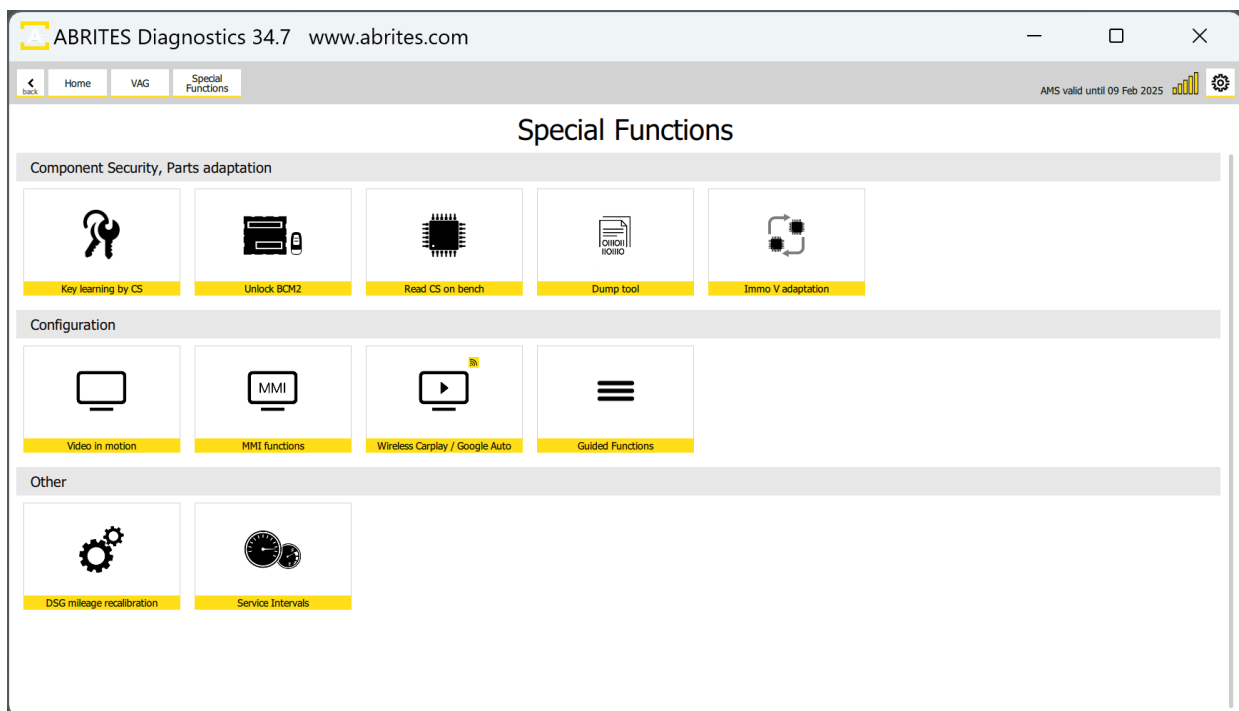 ABRITES Diagnostics 34.7 www.abrites.com
back
Home
VAG
Special
Functions
AMS valid until 09 Feb 2025
Special Functions
Component Security, Parts adaptation
OIIIOII
IIOIIIO
Key learning by CS
Unlock BCM2
Read CS on bench
Dump tool
Immo V adaptation
Configuration
MMI
Video in motion
MMI functions
Wireless Carplay / Google Auto
Guided Functions
Other
DSG mileage recalibration
Service Intervals